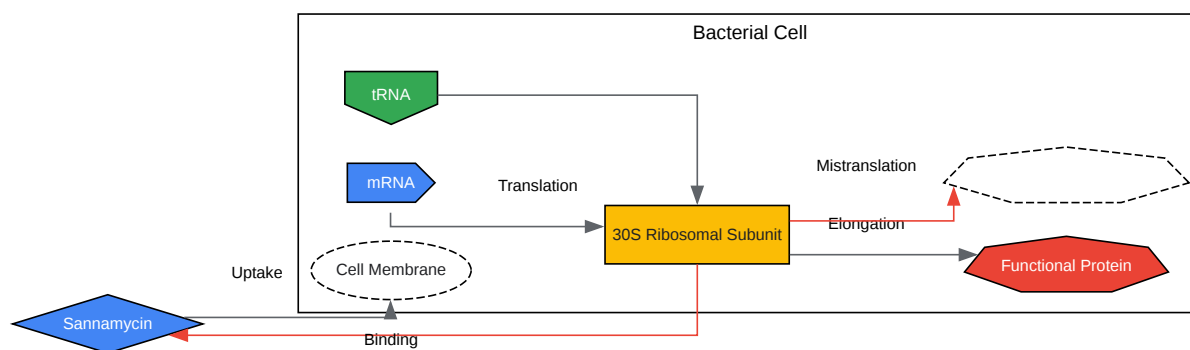 Bacterial Cell
tRNA
mRNA
Translation
Mistranslation
30S Ribosomal Subunit
Elongation
Cell Membrane
Functional Protein
Uptake
Sannamycin
Binding